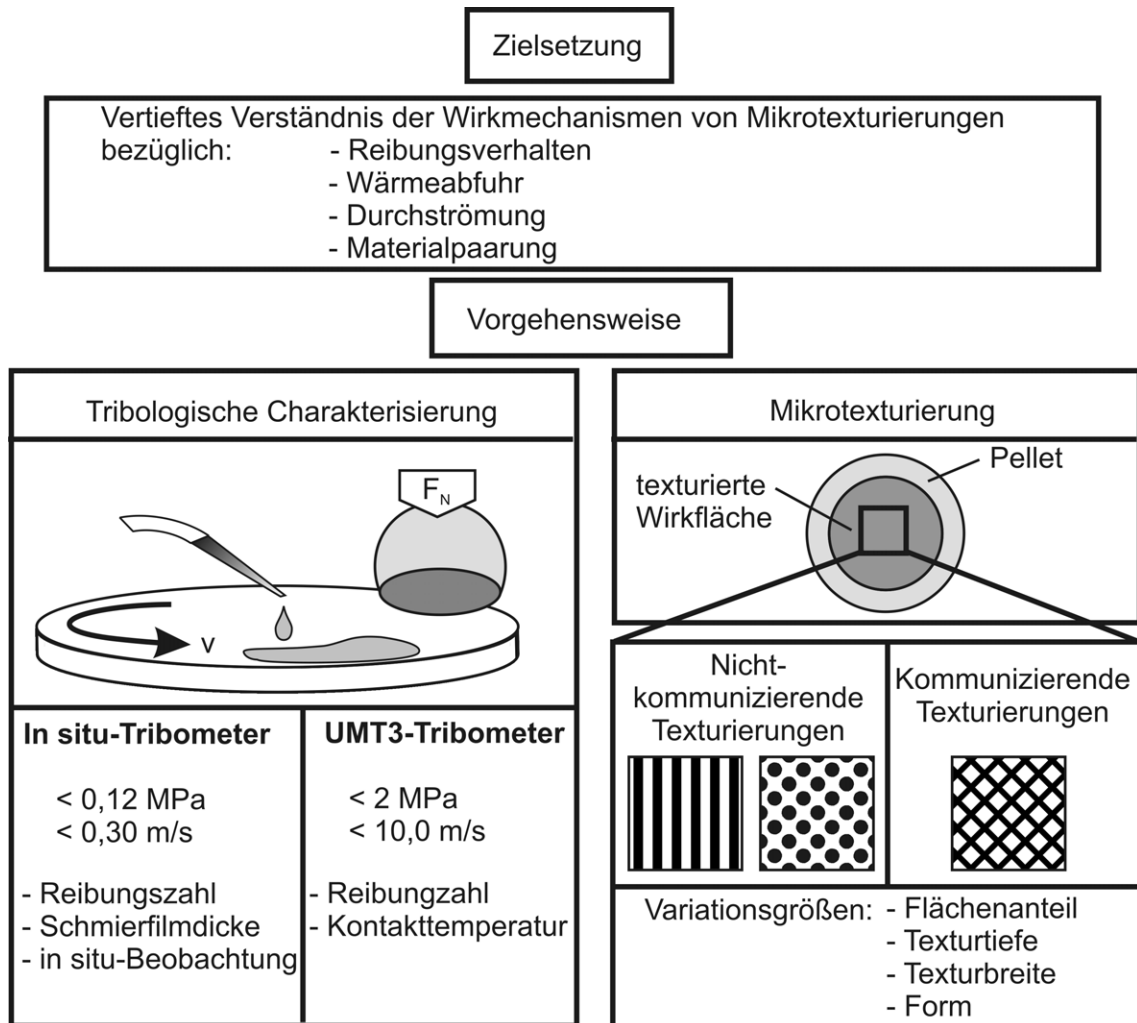 Zielsetzung
Vertieftes Verständnis der Wirkmechanismen von Mikrotexturierungen
bezüglich: - Reibungsverhalten
- Wärmeabfuhr
- Durchströmung
- Materialpaarung
Vorgehensweise
Tribologische Charakterisierung
F_N
v
In situ-Tribometer
< 0,12 MPa
< 0,30 m/s
- Reibungszahl
- Schmierfilmdicke
- in situ-Beobachtung
UMT3-Tribometer
< 2 MPa
< 10,0 m/s
- Reibungzahl
- Kontakttemperatur
Mikrotexturierung
Pellet
texturierte
Wirkfläche
Nicht-
kommunizierende
Texturierungen
Kommunizierende
Texturierungen
Variationsgrößen: - Flächenanteil
- Texturtiefe
- Texturbreite
- Form